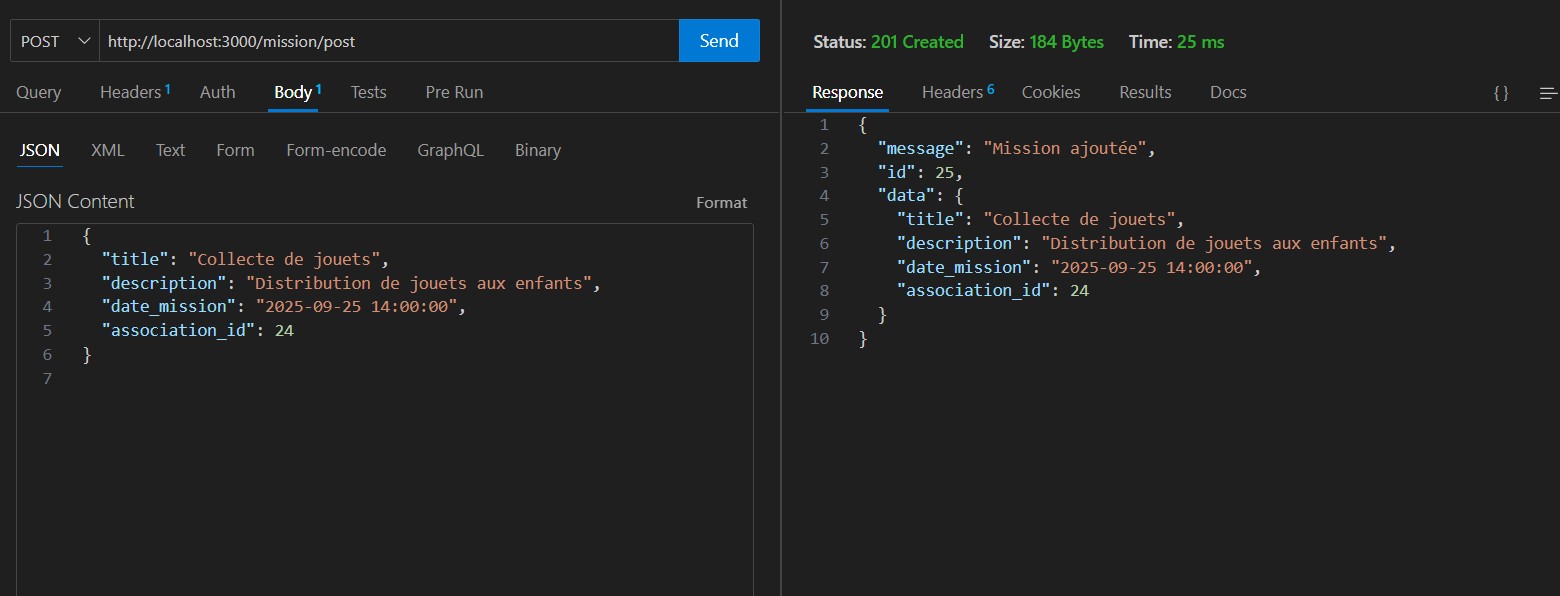 POST http://localhost:3000/mission/post Send
Query Headers 1 Auth Body 1 Tests Pre Run
JSON XML Text Form Form-encode GraphQL Binary
JSON Content Format
1 {
2 "title": "Collecte de jouets",
3 "description": "Distribution de jouets aux enfants",
4 "date_mission": "2025-09-25 14:00:00",
5 "association_id": 24
6 }
7
Status: 201 Created Size: 184 Bytes Time: 25 ms
Response Headers 6 Cookies Results Docs { }
1 {
2 "message": "Mission ajoutée",
3 "id": 25,
4 "data": {
5 "title": "Collecte de jouets",
6 "description": "Distribution de jouets aux enfants",
7 "date_mission": "2025-09-25 14:00:00",
8 "association_id": 24
9 }
10 }